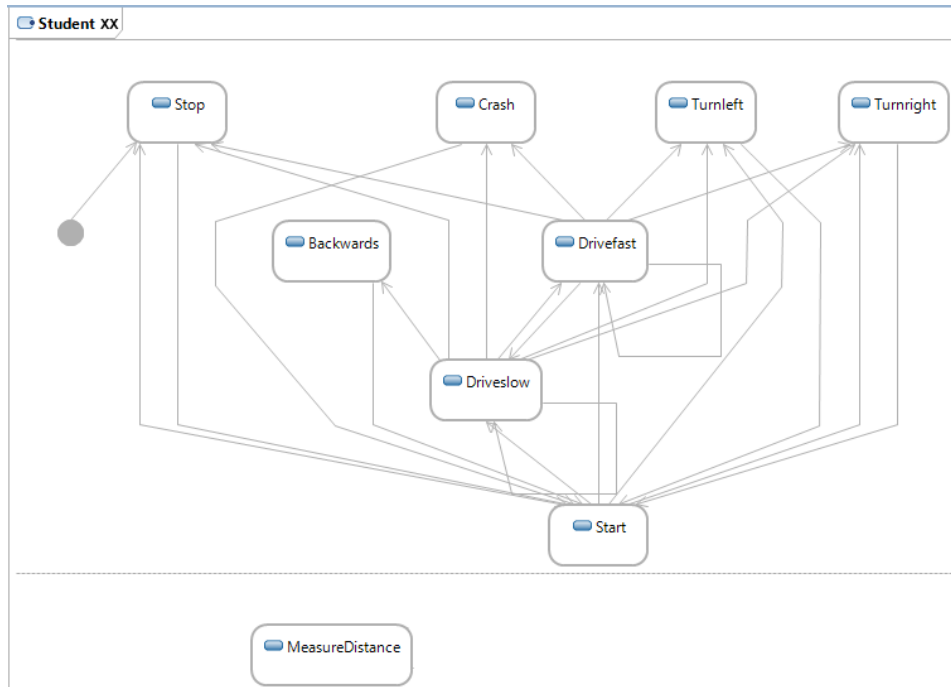 Student XX
Stop
Crash
Turnleft
Turnright
Backwards
Drivefast
Driveslow
Start
MeasureDistance